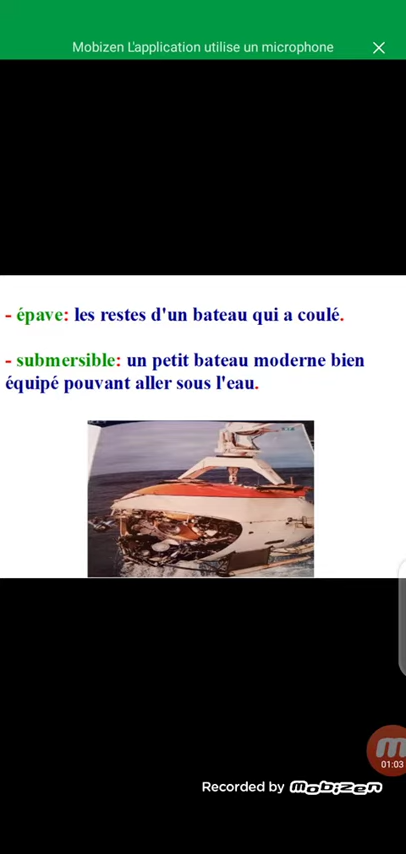 Mobizen L'application utilise un microphone
- épave: les restes d'un bateau qui a coulé.
- submersible: un petit bateau moderne bien
équipé pouvant aller sous l'eau.
01:03
Recorded by Mobizen